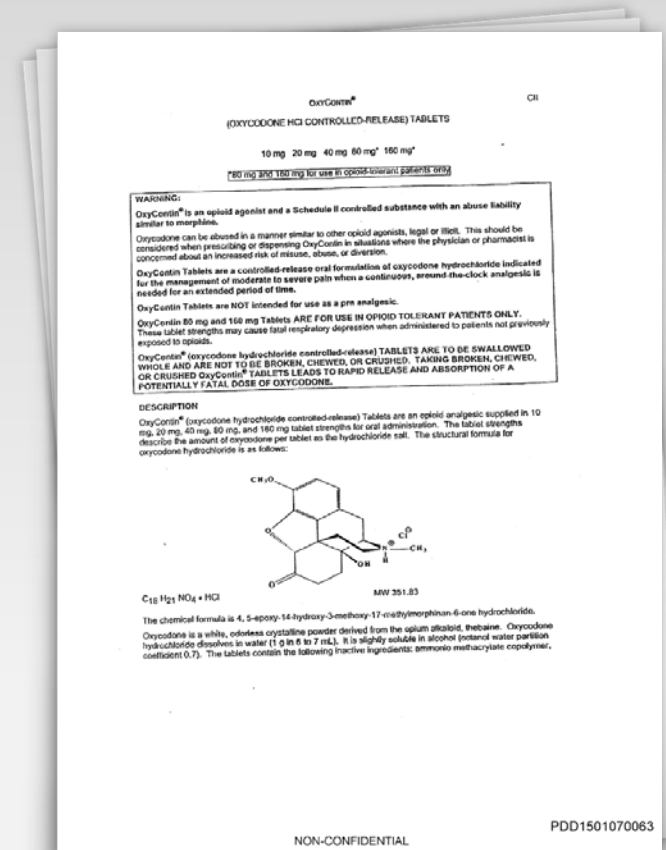 OXYCONTIN® CII
(OXYCODONE HCl CONTROLLED-RELEASE) TABLETS
10 mg 20 mg 40 mg 80 mg* 160 mg*
*80 mg and 160 mg for use in opioid-tolerant patients only
WARNING:
OxyContin® is an opioid agonist and a Schedule II controlled substance with an abuse liability
similar to morphine.
Oxycodone can be abused in a manner similar to other opioid agonists, legal or illicit. This should be
considered when prescribing or dispensing OxyContin in situations where the physician or pharmacist is
concerned about an increased risk of misuse, abuse, or diversion.
OxyContin Tablets are a controlled-release oral formulation of oxycodone hydrochloride indicated
for the management of moderate to severe pain when a continuous, around-the-clock analgesic is
needed for an extended period of time.
OxyContin Tablets are NOT intended for use as a prn analgesic.
OxyContin 80 mg and 160 mg Tablets ARE FOR USE IN OPIOID TOLERANT PATIENTS ONLY.
These tablet strengths may cause fatal respiratory depression when administered to patients not previously
exposed to opioids.
OxyContin® (oxycodone hydrochloride controlled-release) TABLETS ARE TO BE SWALLOWED
WHOLE AND ARE NOT TO BE BROKEN, CHEWED, OR CRUSHED. TAKING BROKEN, CHEWED,
OR CRUSHED OxyContin® TABLETS LEADS TO RAPID RELEASE AND ABSORPTION OF A
POTENTIALLY FATAL DOSE OF OXYCODONE.
DESCRIPTION
OxyContin® (oxycodone hydrochloride controlled-release) Tablets are an opioid analgesic supplied in 10
mg, 20 mg, 40 mg, 80 mg, and 160 mg tablet strengths for oral administration. The tablet strengths
describe the amount of oxycodone per tablet as the hydrochloride salt. The structural formula for
oxycodone hydrochloride is as follows:
CH₃O
O
Cl⊖
N⊕
CH₃
H
OH
O
C18 H21 NO4 • HCl MW 351.83
The chemical formula is 4, 5-epoxy-14-hydroxy-3-methoxy-17-methylmorphinan-6-one hydrochloride.
Oxycodone is a white, odorless crystalline powder derived from the opium alkaloid, thebaine. Oxycodone
hydrochloride dissolves in water (1 g in 6 to 7 mL). It is slightly soluble in alcohol (octanol water partition
coefficient 0.7). The tablets contain the following inactive ingredients: ammonio methacrylate copolymer,
PDD1501070063
NON-CONFIDENTIAL